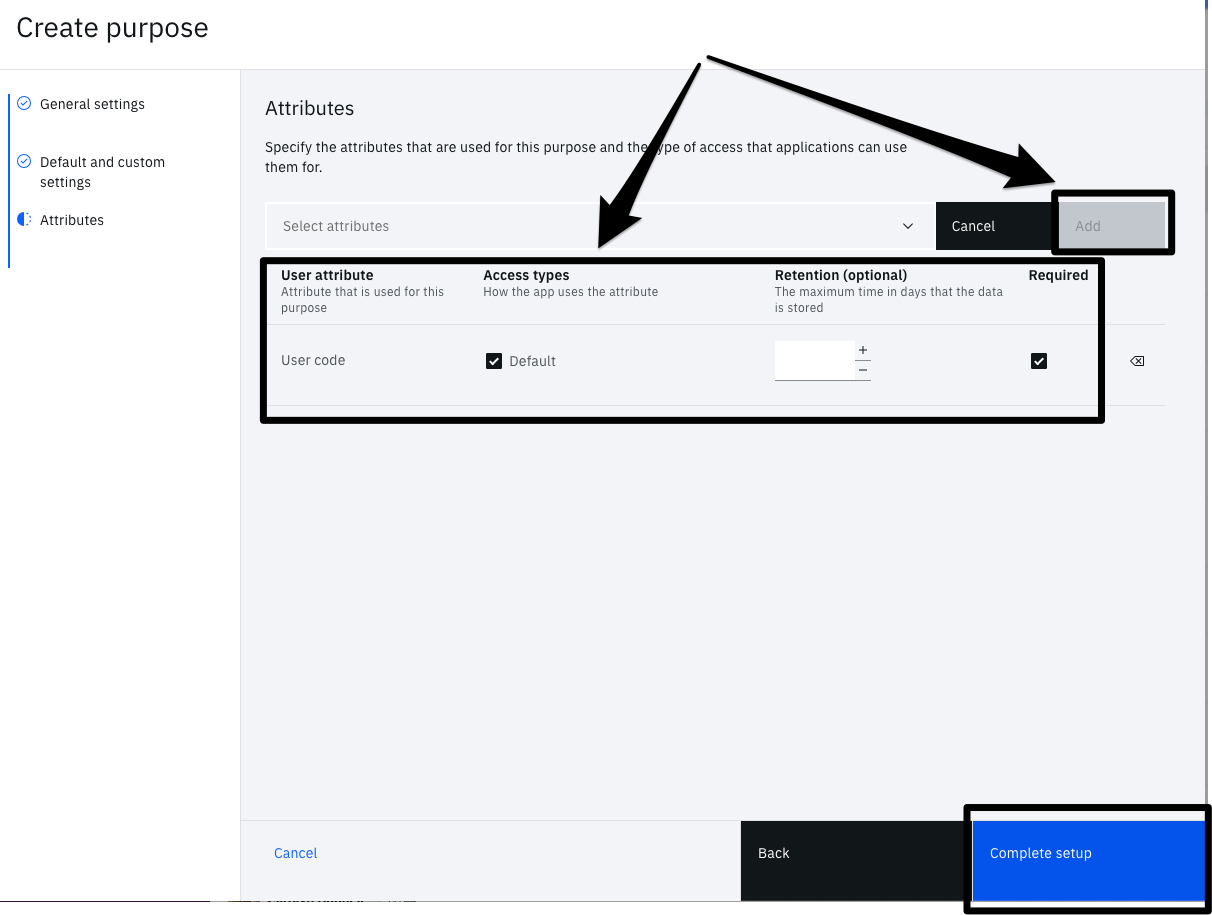 Create purpose
General settings
Default and custom
settings
Attributes
Attributes
Specify the attributes that are used for this purpose and the type of access that applications can use
them for.
Select attributes
Cancel
Add
User attribute
Attribute that is used for this
purpose
Access types
How the app uses the attribute
Retention (optional)
The maximum time in days that the data
is stored
Required
User code
Default
Cancel
Back
Complete setup